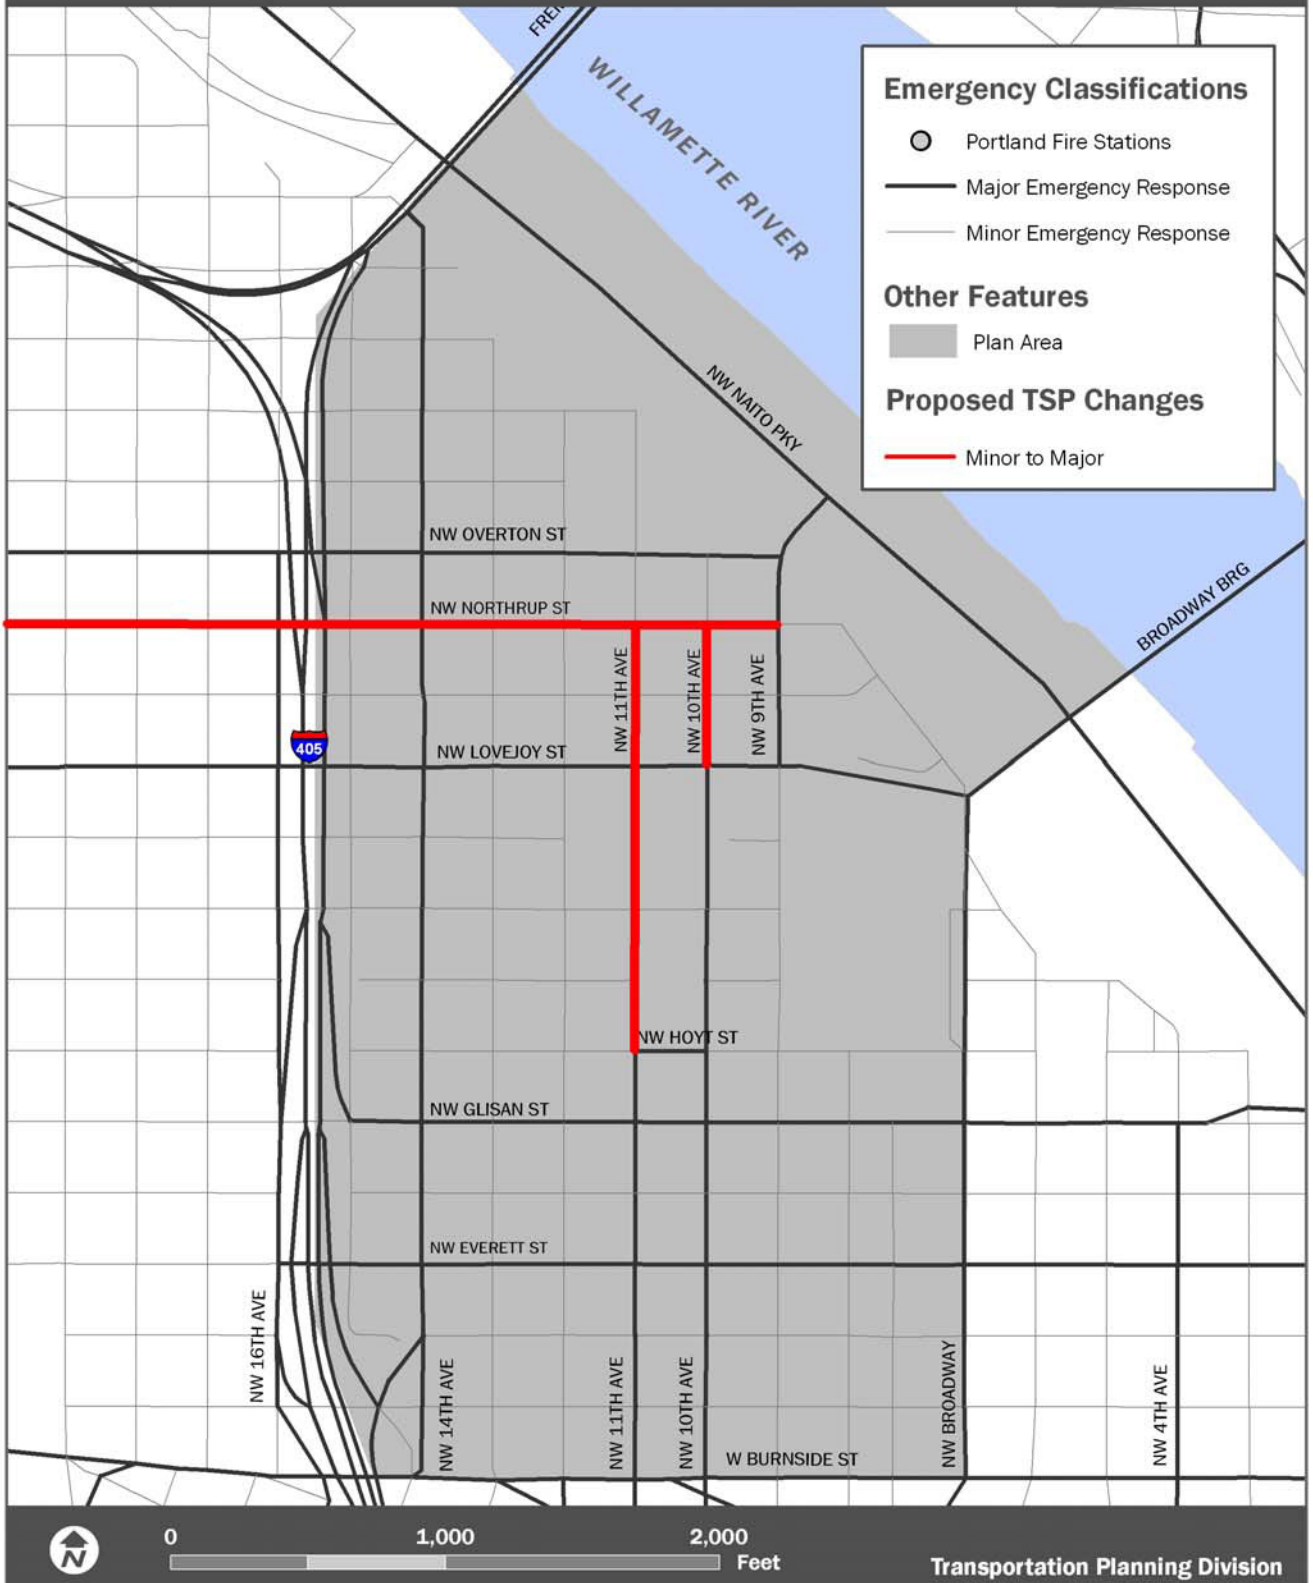 FREM
WILLAMETTE RIVER
Emergency Classifications
Portland Fire Stations
Major Emergency Response
Minor Emergency Response
Other Features
Plan Area
Proposed TSP Changes
Minor to Major
NW NAITO PKY
NW OVERTON ST
BROADWAY BRG
NW NORTHRUP ST
NW 11TH AVE
NW 10TH AVE
NW 9TH AVE
405
NW LOVEJOY ST
NW HOYT ST
NW GLISAN ST
NW EVERETT ST
NW 16TH AVE
NW 14TH AVE
NW 11TH AVE
NW 10TH AVE
NW BROADWAY
NW 4TH AVE
W BURNSIDE ST
N
0 1,000 2,000
Feet
Transportation Planning Division